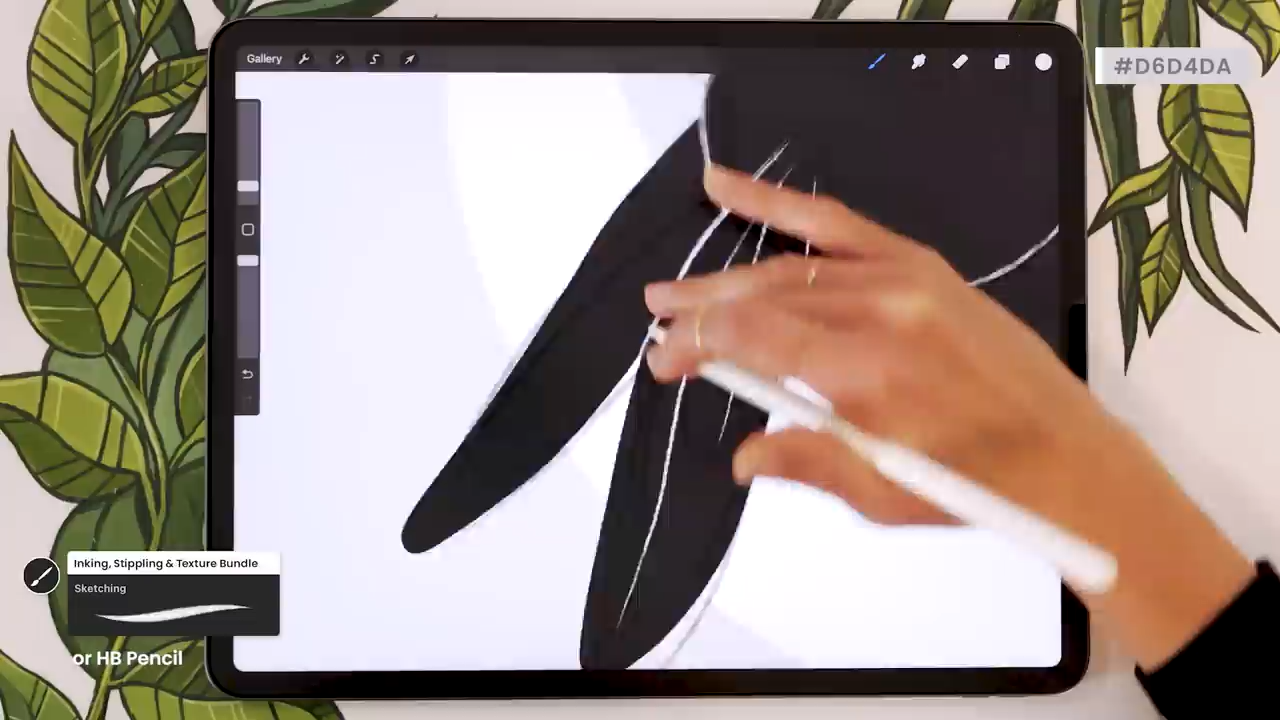 Gallery
#D6D4DA
Inking, Stippling & Texture Bundle
Sketching
or HB Pencil